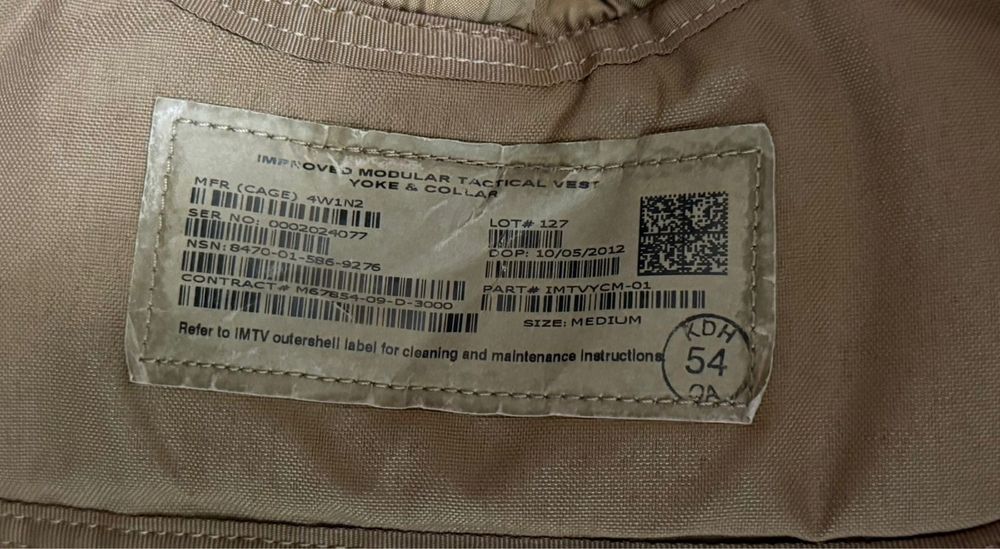 IMPROVED MODULAR TACTICAL VEST
YOKE & COLLAR
MFR (CAGE) 4W1N2
SER NO: 0002024077
NSN: 8470-01-586-9276
CONTRACT# M67854-09-D-3000
LOT# 127
DOP: 10/05/2012
PART# IMTVYCM-01
SIZE: MEDIUM
Refer to IMTV outershell label for cleaning and maintenance instructions.
KDH
54
QA